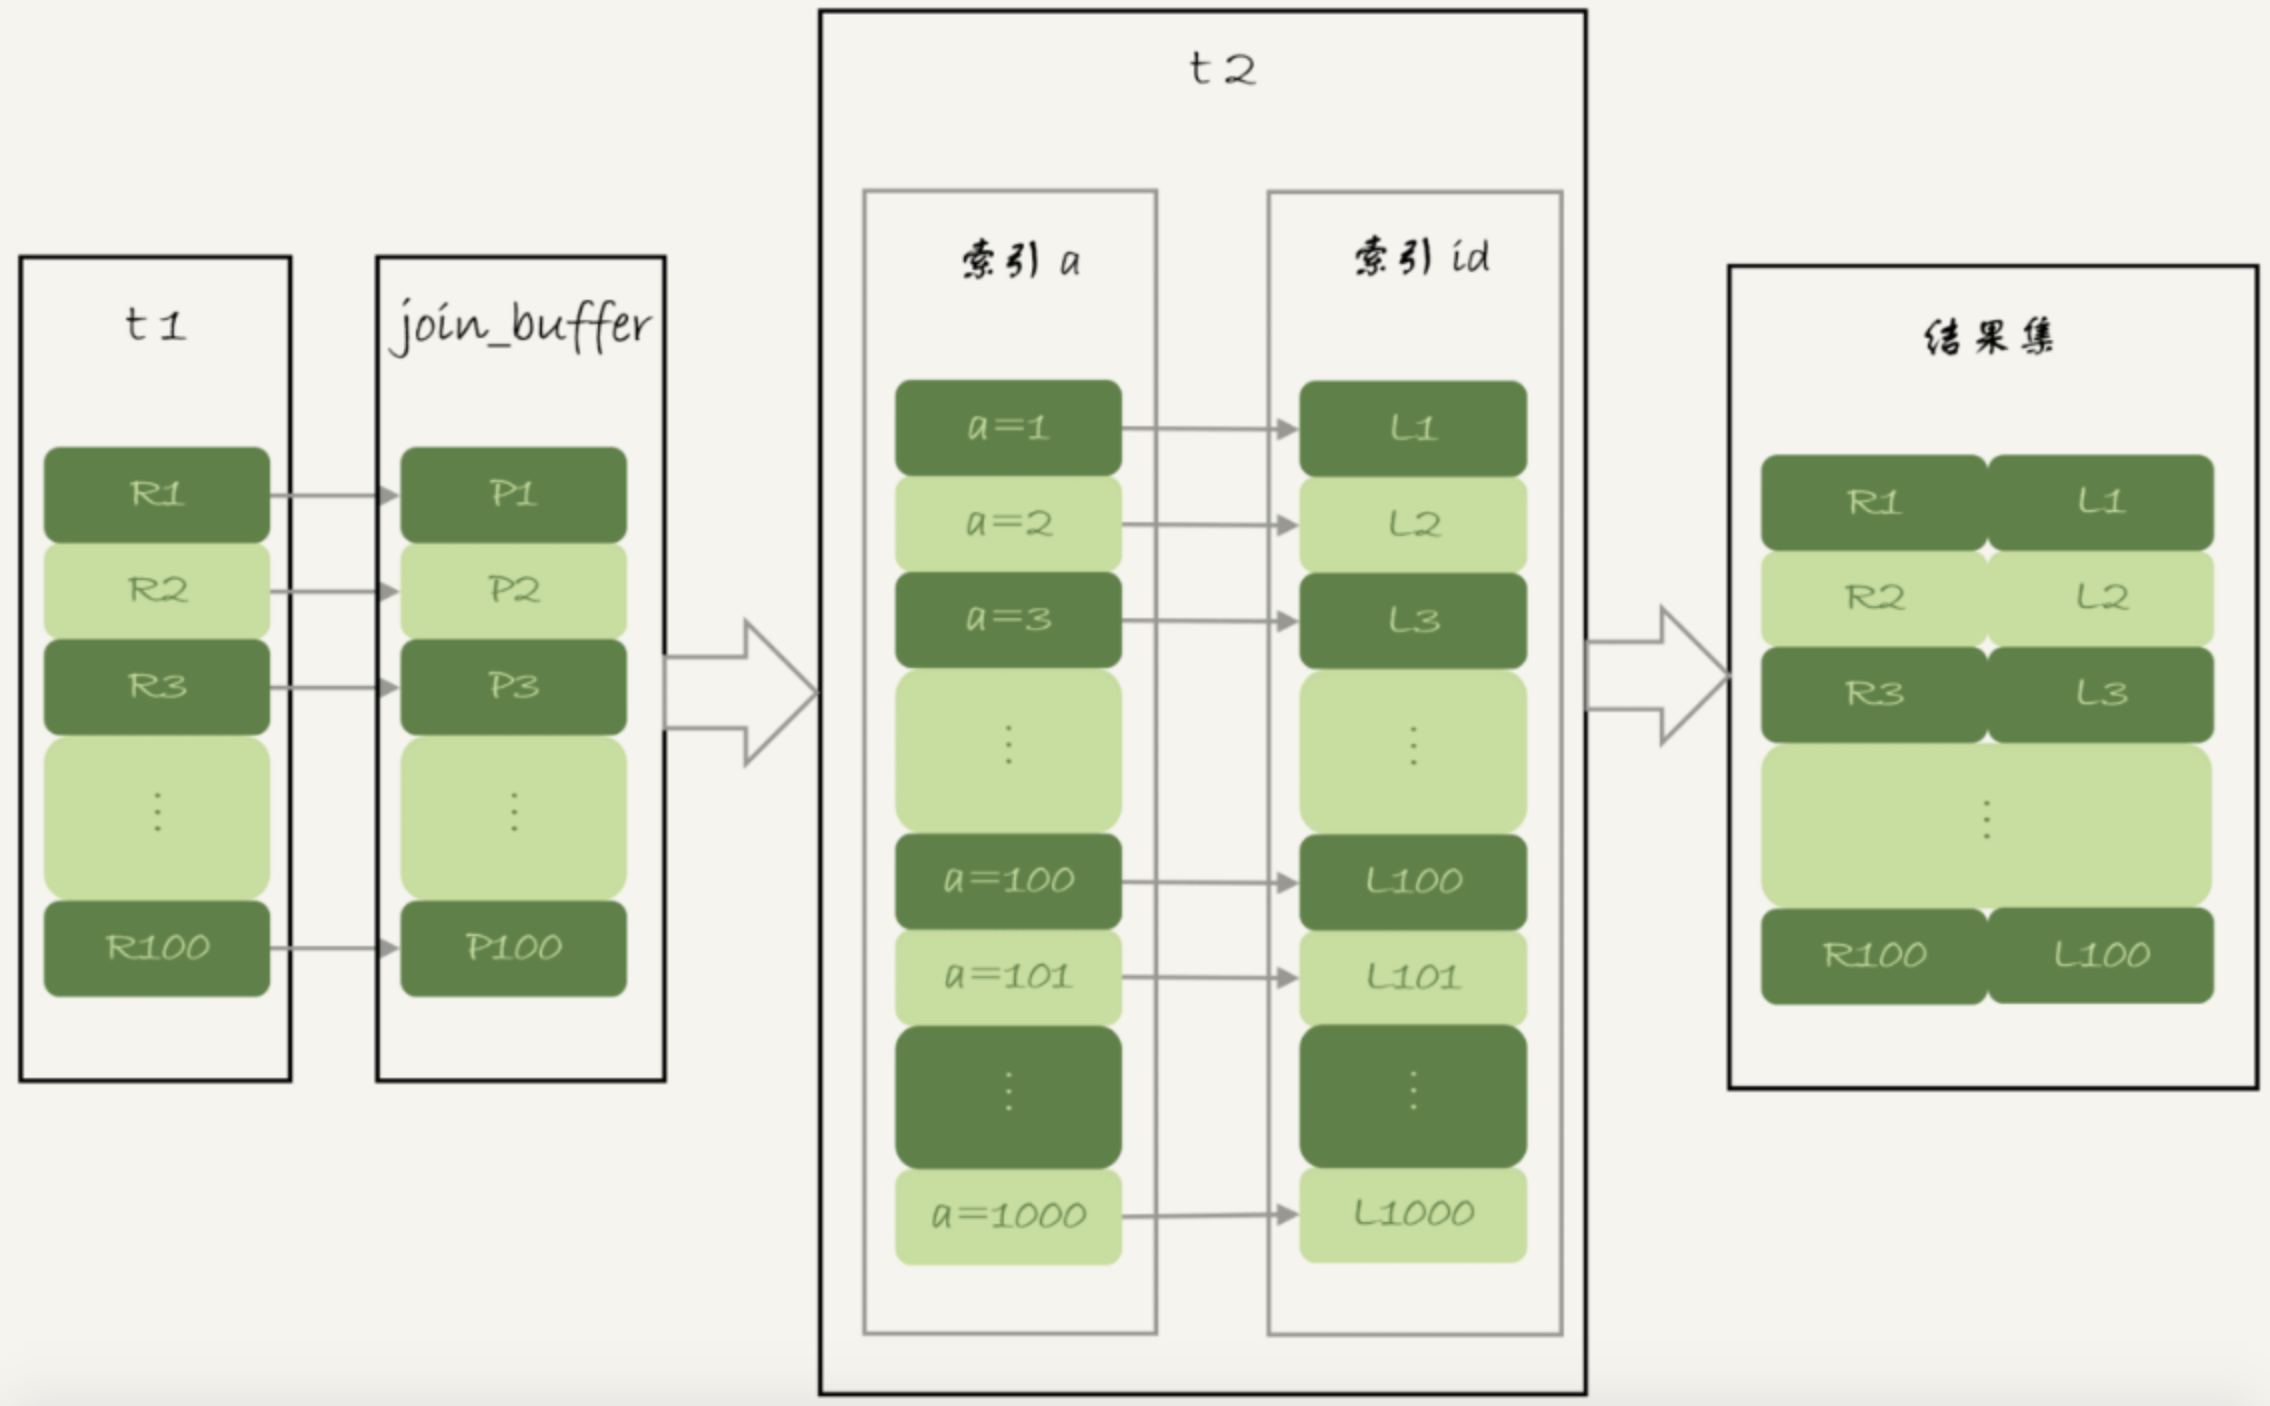 t1
R1
R2
R3
⋮
R100
join_buffer
P1
P2
P3
⋮
P100
t2
索引 a
a=1
a=2
a=3
⋮
a=100
a=101
⋮
a=1000
索引 id
L1
L2
L3
⋮
L100
L101
⋮
L1000
结果集
R1 L1
R2 L2
R3 L3
⋮
R100 L100